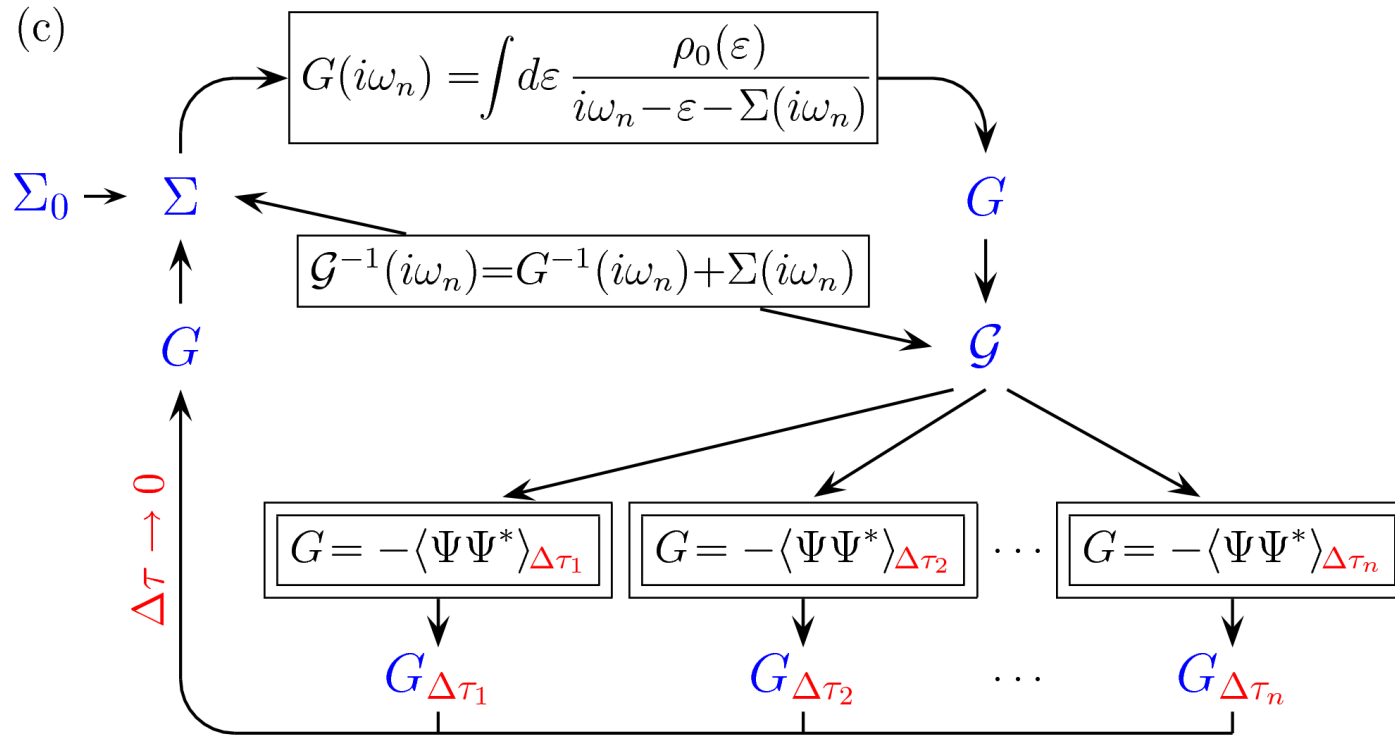 (c)
G(iω_n) = ∫ dε ρ_0(ε) / (iω_n − ε − Σ(iω_n))
Σ_0 → Σ
G
𝒢^{−1}(iω_n)=G^{−1}(iω_n)+Σ(iω_n)
G
𝒢
Δτ → 0
G = −⟨ΨΨ*⟩_{Δτ_1}
G = −⟨ΨΨ*⟩_{Δτ_2}
···
G = −⟨ΨΨ*⟩_{Δτ_n}
G_{Δτ_1}
G_{Δτ_2}
···
G_{Δτ_n}